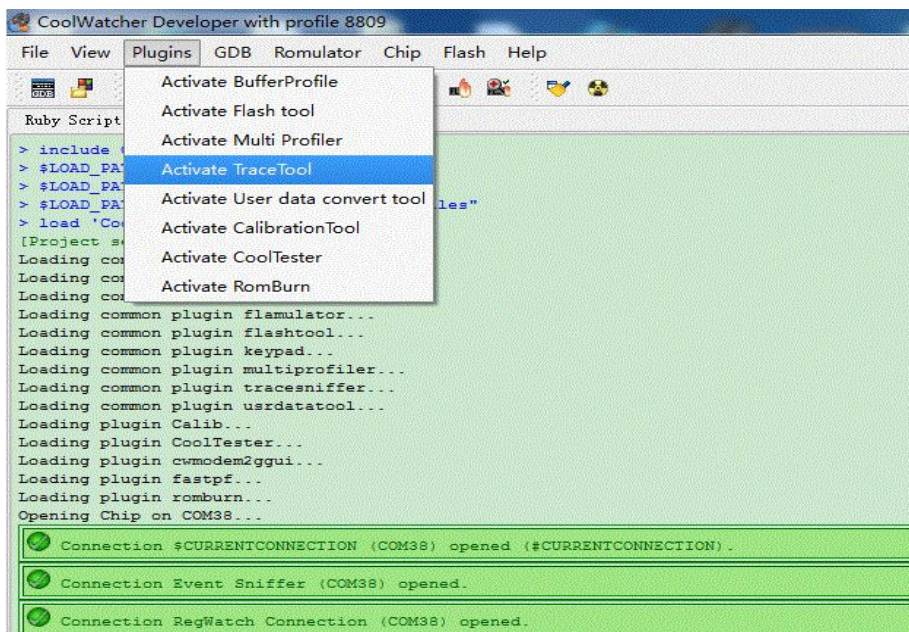 CoolWatcher Developer with profile 8809
File View Plugins GDB Romulator Chip Flash Help
GDB
Ruby Script
Activate BufferProfile
Activate Flash tool
Activate Multi Profiler
Activate TraceTool
Activate User data convert tool
Activate CalibrationTool
Activate CoolTester
Activate RomBurn
> include
> $LOAD_PA
> $LOAD_PA
> $LOAD_PA les"
> load 'Co
[Project se
Loading co
Loading co
Loading co
Loading common plugin flamulator...
Loading common plugin flashtool...
Loading common plugin keypad...
Loading common plugin multiprofiler...
Loading common plugin tracesniffer...
Loading common plugin usrdatatool...
Loading plugin Calib...
Loading plugin CoolTester...
Loading plugin cwmodem2ggui...
Loading plugin fastpf...
Loading plugin romburn...
Opening Chip on COM38...
Connection $CURRENTCONNECTION (COM38) opened (#CURRENTCONNECTION).
Connection Event Sniffer (COM38) opened.
Connection RegWatch Connection (COM38) opened.